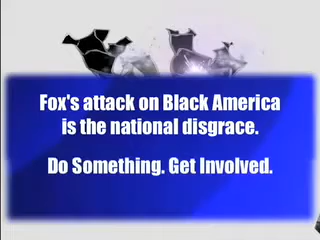 Fox's attack on Black America
is the national disgrace.
Do Something. Get Involved.